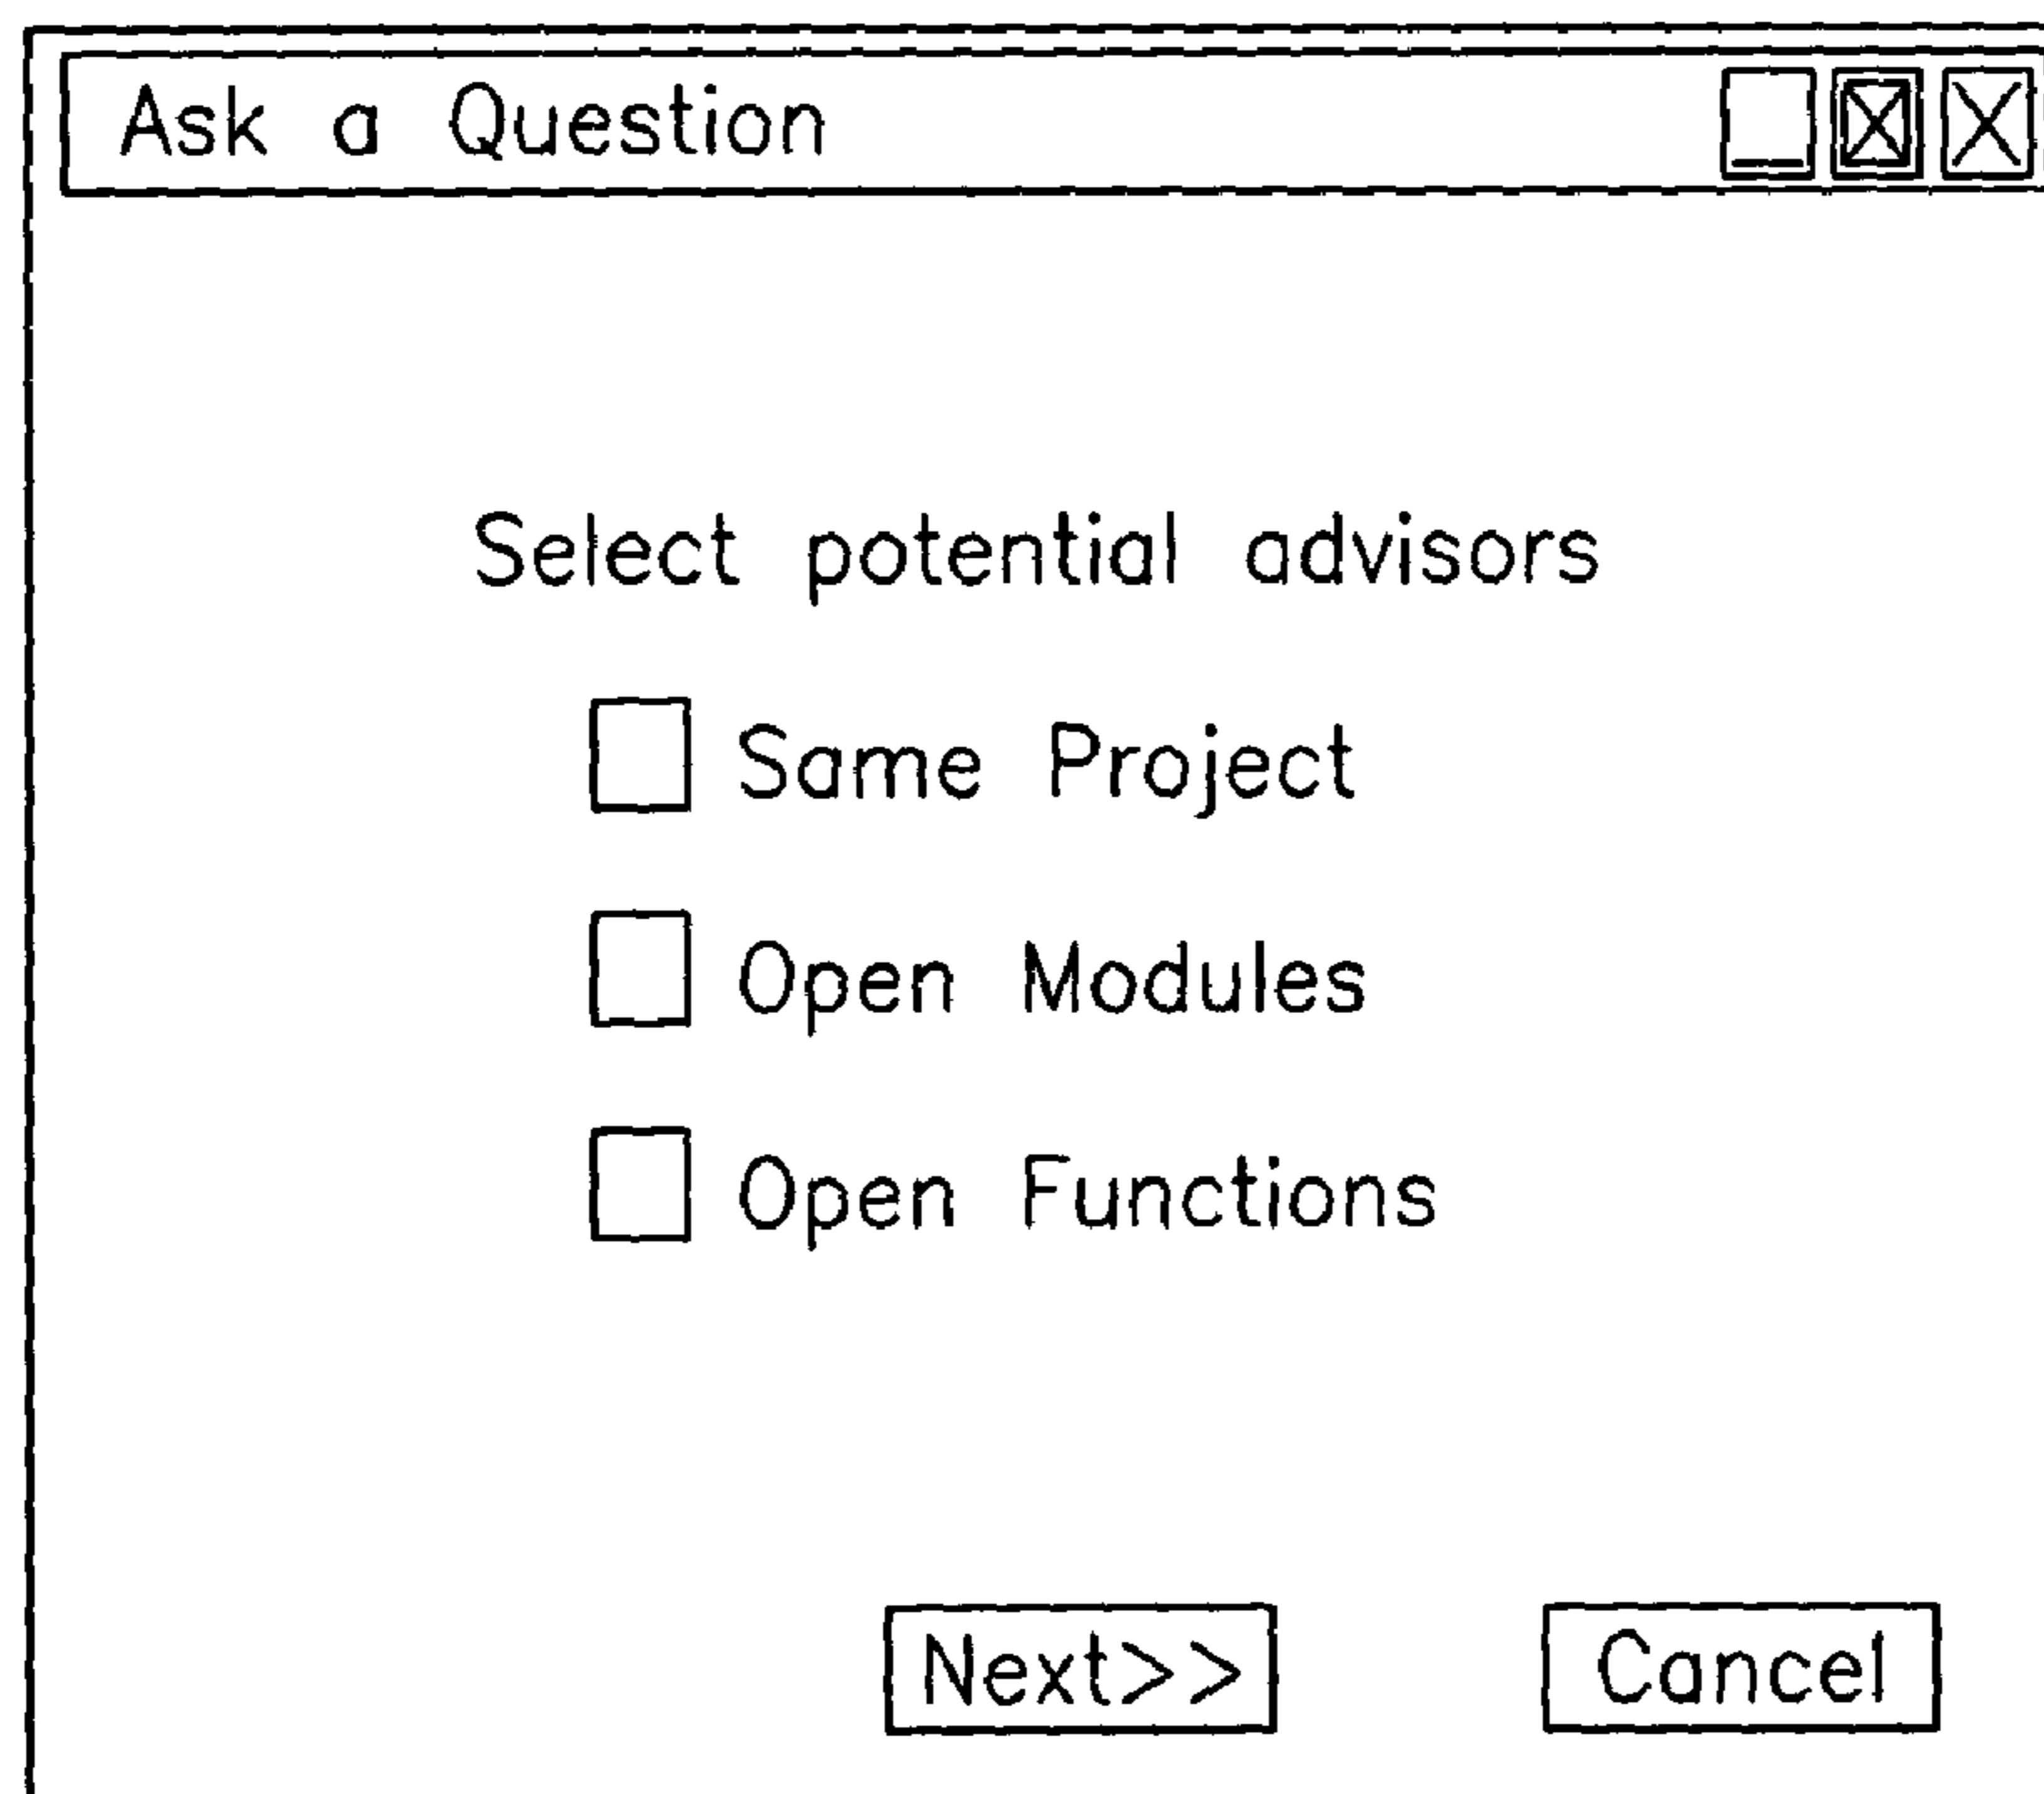 Ask a Question
Select potential advisors
Same Project
Open Modules
Open Functions
Next>> Cancel